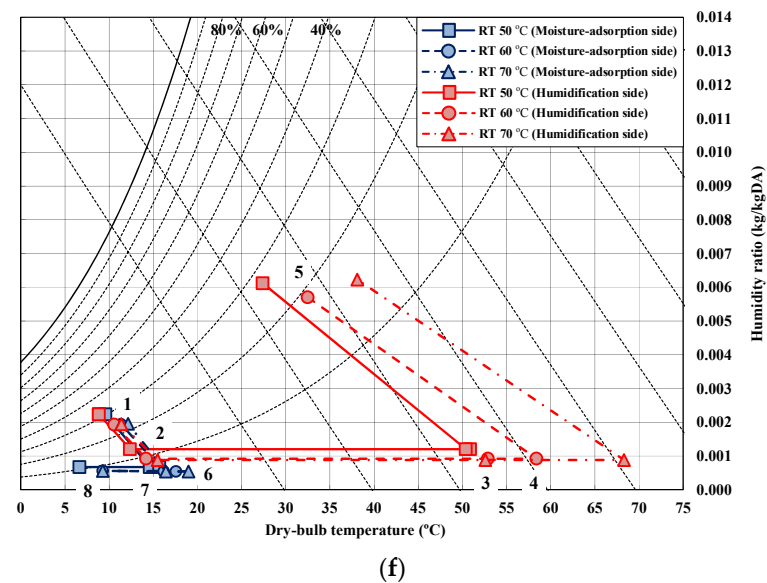 80% 60% 40%
RT 50 °C (Moisture-adsorption side)
RT 60 °C (Moisture-adsorption side)
RT 70 °C (Moisture-adsorption side)
RT 50 °C (Humidification side)
RT 60 °C (Humidification side)
RT 70 °C (Humidification side)
0.014
0.013
0.012
0.011
0.010
0.009
0.008
0.007
0.006
0.005
0.004
0.003
0.002
0.001
0.000
Humidity ratio (kg/kgDA)
5
1
2
8 7 6 3 4
0 5 10 15 20 25 30 35 40 45 50 55 60 65 70 75
Dry-bulb temperature (°C)
(f)